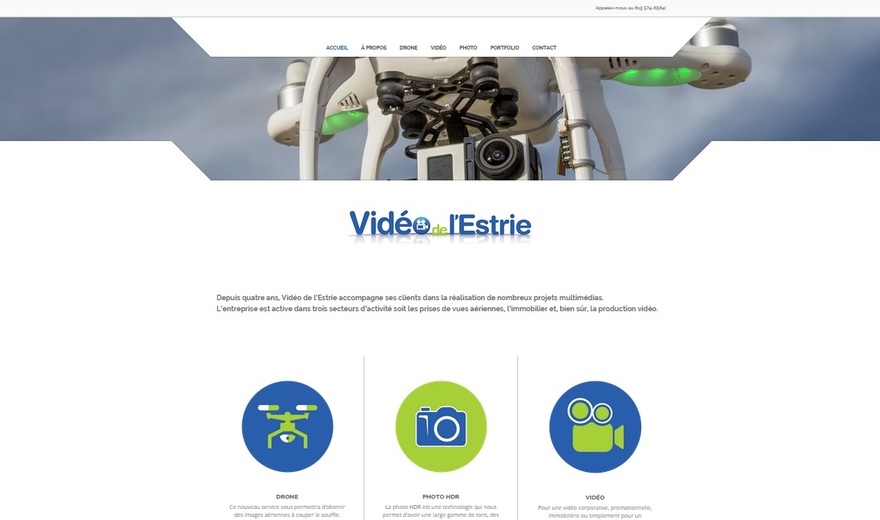 Appelez-nous au 819 574-6564!
ACCUEIL À PROPOS DRONE VIDÉO PHOTO PORTFOLIO CONTACT
Vidéo de l'Estrie
Depuis quatre ans, Vidéo de l'Estrie accompagne ses clients dans la réalisation de nombreux projets multimédias.
L'entreprise est active dans trois secteurs d'activité soit les prises de vues aériennes, l'immobilier et, bien sûr, la production vidéo.
DRONE
Ce nouveau service vous permettra d'obtenir
des images aériennes à couper le souffle.
PHOTO HDR
La photo HDR est une technologie qui nous
permet d'avoir une large gamme de tons, des
VIDÉO
Pour une vidéo corporative, promotionnelle,
immobilière ou simplement pour un